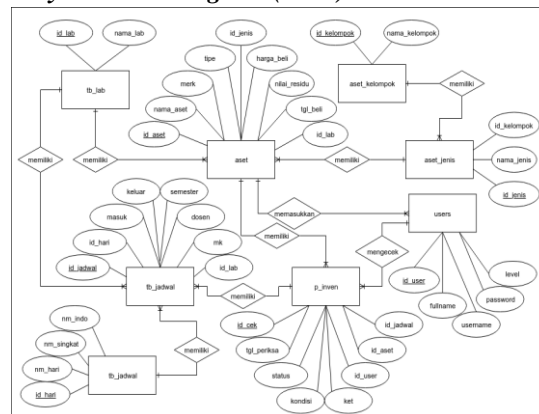 id_lab
nama_lab
id_jenis
id_kelompok
nama_kelompok
tipe
harga_beli
tb_lab
aset_kelompok
merk
nilai_residu
memiliki
nama_aset
tgl_beli
id_kelompok
id_aset
id_lab
memiliki
memiliki
aset
memiliki
aset_jenis
nama_jenis
id_jenis
keluar
semester
memasukkan
users
masuk
dosen
memiliki
mengecek
id_hari
mk
id_jadwal
id_lab
id_user
level
tb_jadwal
memiliki
p_inven
fullname
password
username
nm_indo
id_cek
id_jadwal
nm_singkat
memiliki
tgl_periksa
id_aset
nm_hari
tb_jadwal
status
id_user
id_hari
kondisi
ket